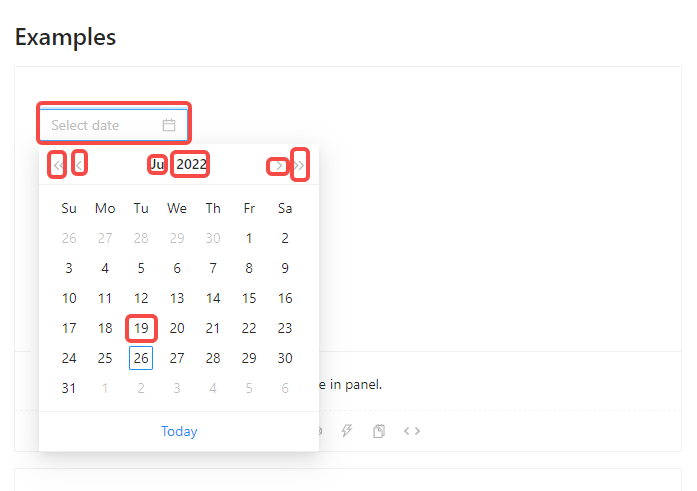 Examples
Select date
Ju 2022
Su Mo Tu We Th Fr Sa
26 27 28 29 30 1 2
3 4 5 6 7 8 9
10 11 12 13 14 15 16
17 18 19 20 21 22 23
24 25 26 27 28 29 30
31 1 2 3 4 5 6
e in panel.
Today